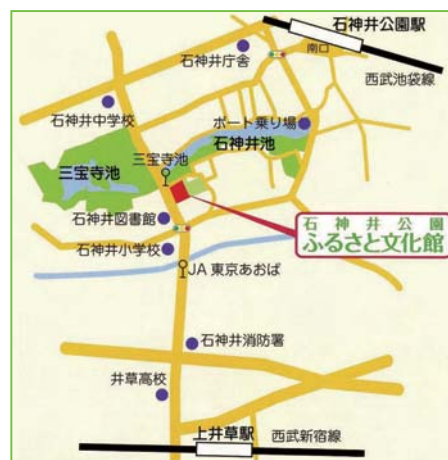 石神井公園駅
南口
西武池袋線
石神井庁舎
石神井中学校
ボート乗り場
石神井池
三宝寺池
三宝寺池
石神井公園
ふるさと文化館
石神井図書館
石神井小学校
JA 東京あおば
石神井消防署
井草高校
上井草駅
西武新宿線